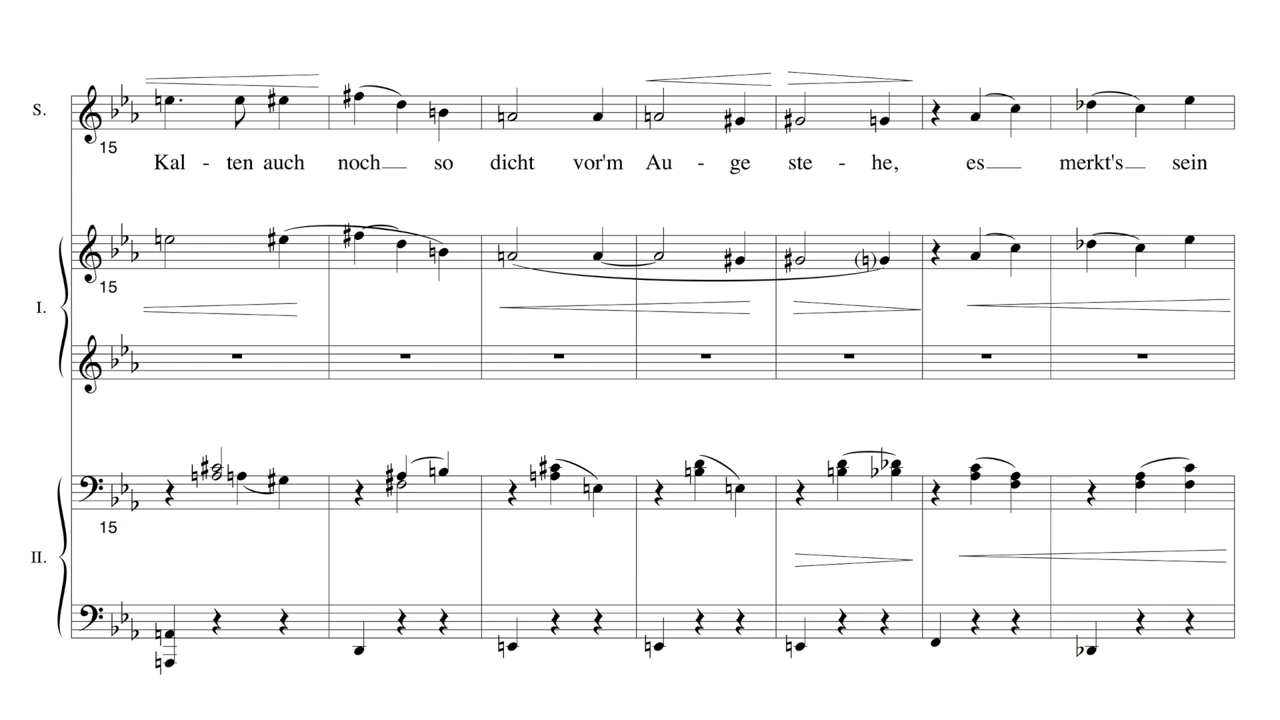 S.
15
Kal - ten auch noch so dicht vor'm Au - ge ste - he, es merkt's sein
15
I.
15
II.